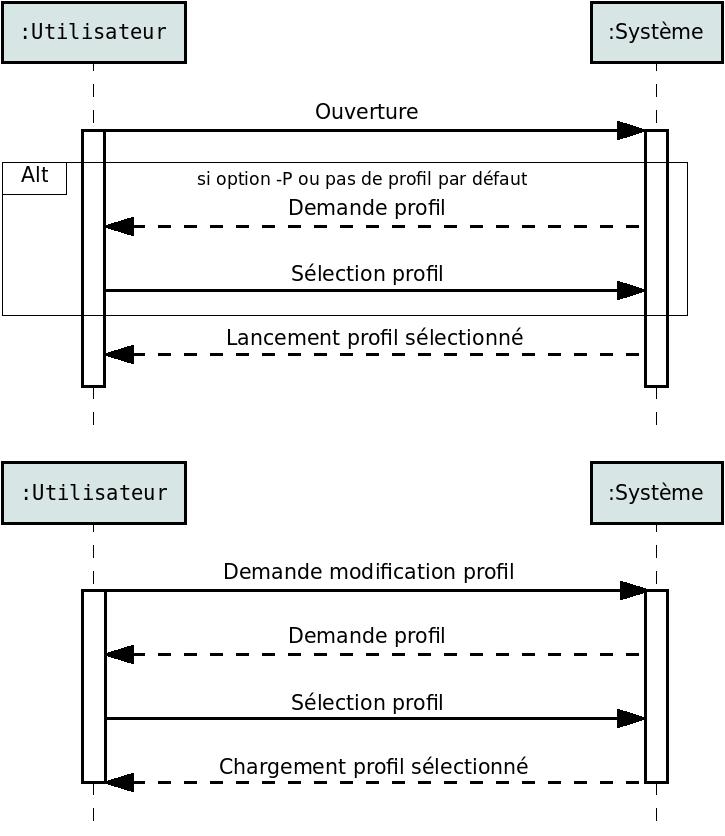 :Utilisateur
:Système
Ouverture
Alt
si option -P ou pas de profil par défaut
Demande profil
Sélection profil
Lancement profil sélectionné
:Utilisateur
:Système
Demande modification profil
Demande profil
Sélection profil
Chargement profil sélectionné